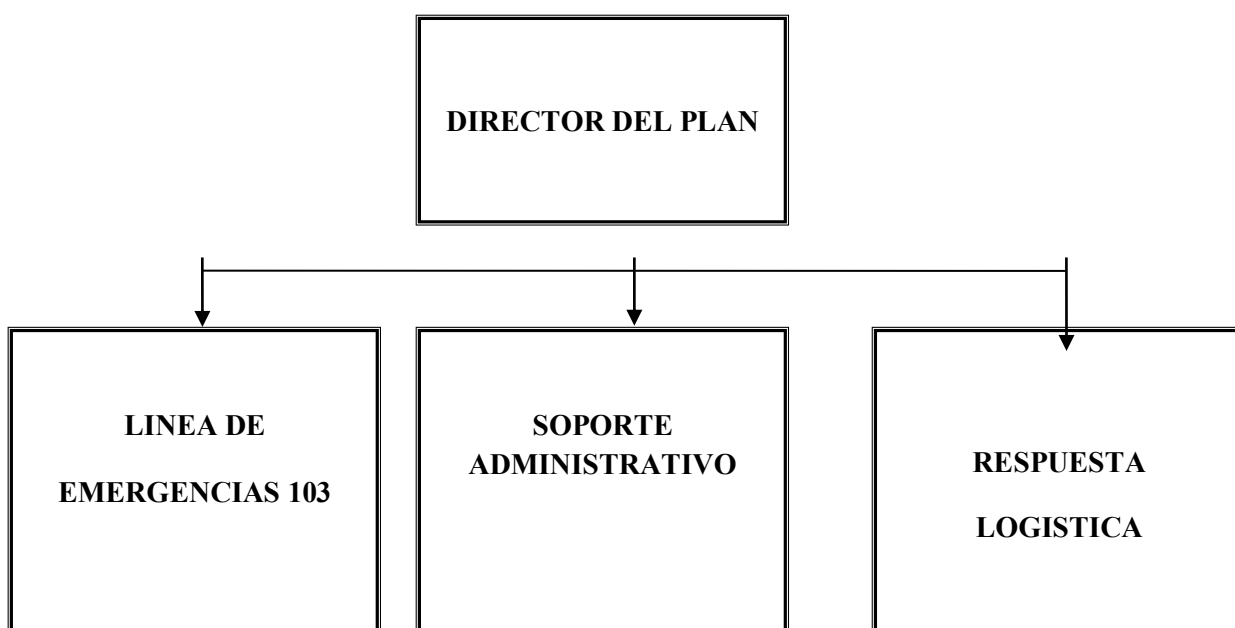 DIRECTOR DEL PLAN
LINEA DE
EMERGENCIAS 103
SOPORTE
ADMINISTRATIVO
RESPUESTA
LOGISTICA